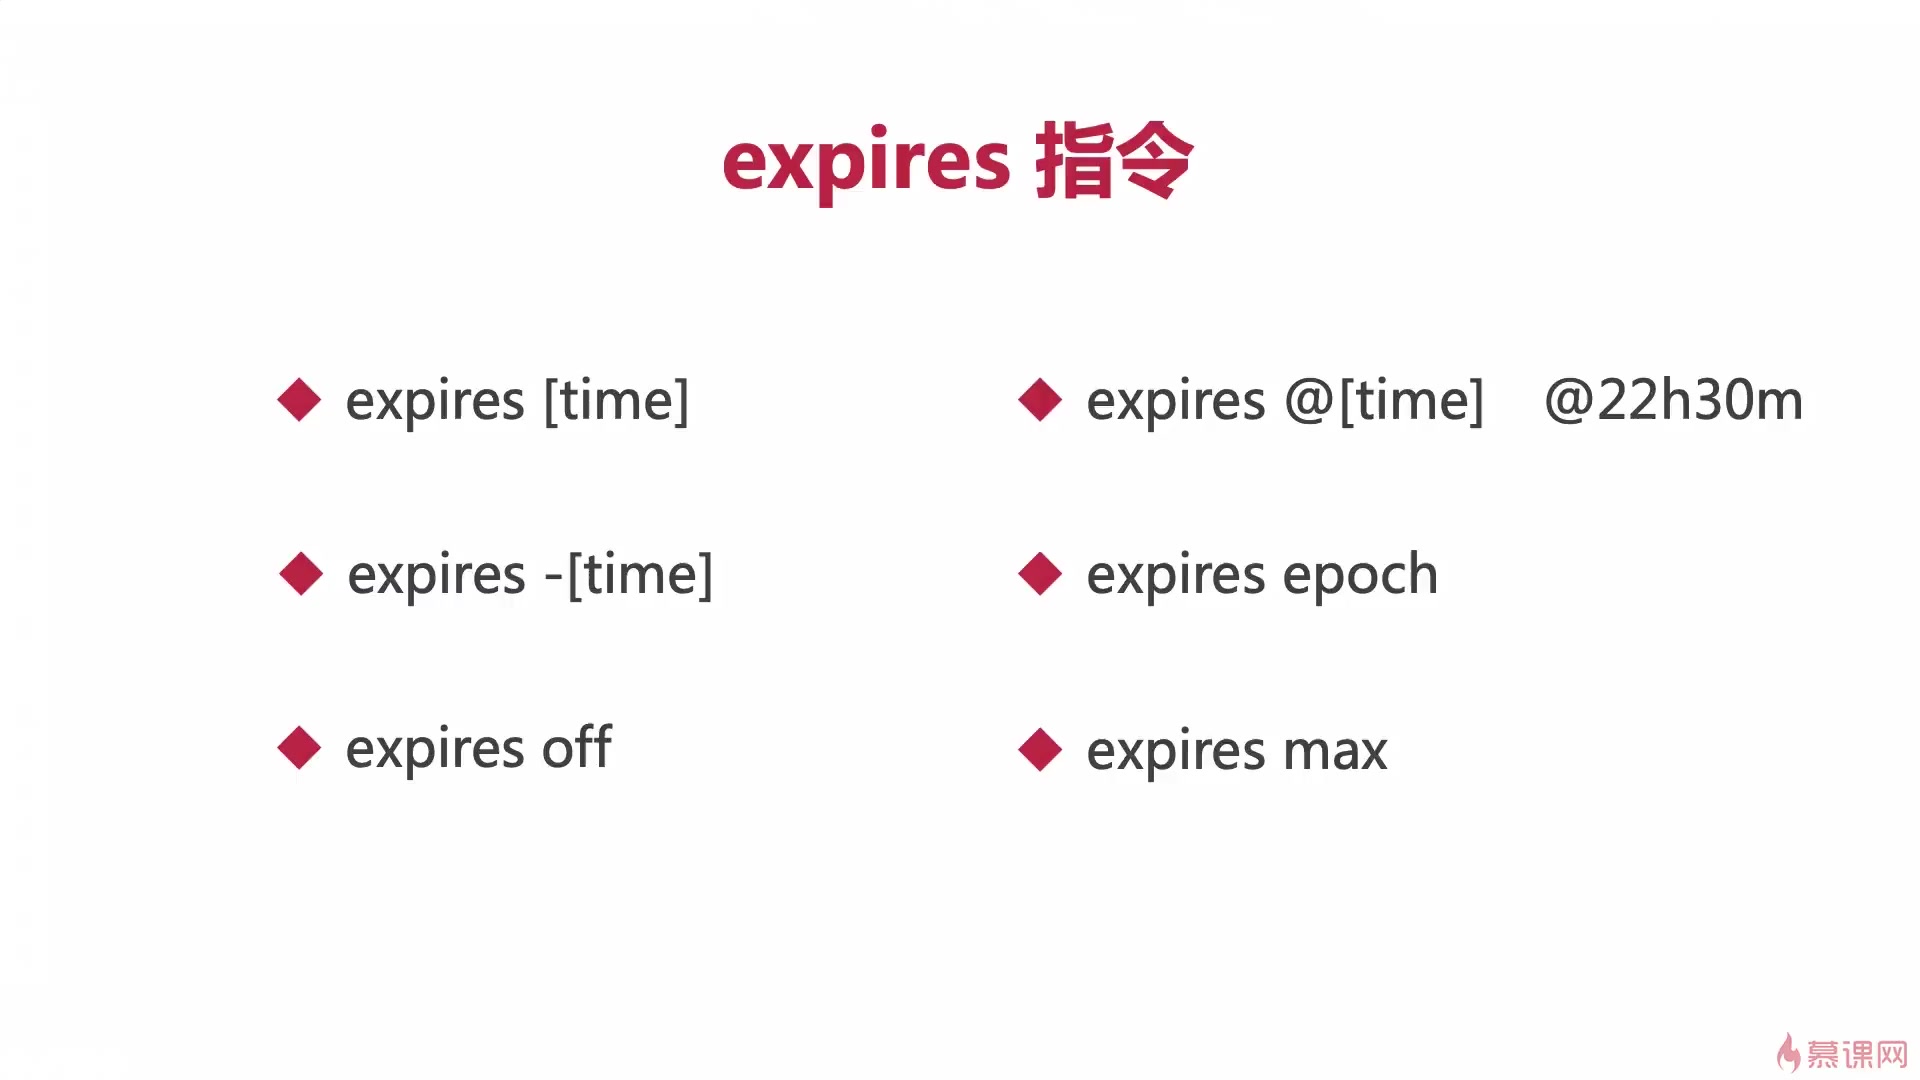 expires 指令
expires [time]
expires @[time] @22h30m
expires -[time]
expires epoch
expires off
expires max
慕课网